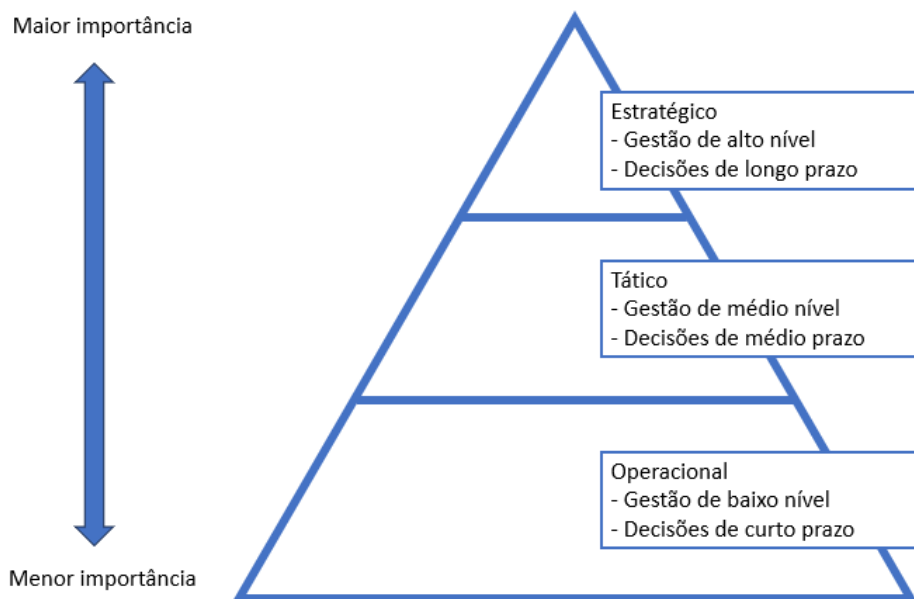 Maior importância
Estratégico
- Gestão de alto nível
- Decisões de longo prazo
Tático
- Gestão de médio nível
- Decisões de médio prazo
Operacional
- Gestão de baixo nível
- Decisões de curto prazo
Menor importância